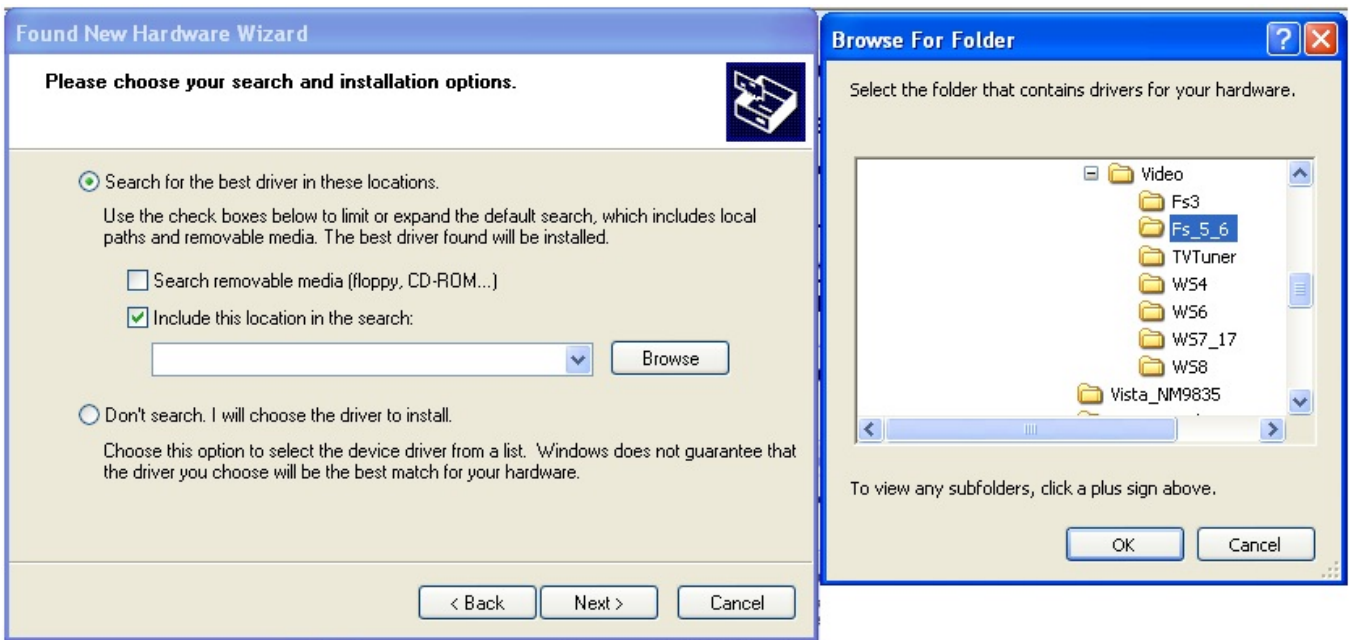 Found New Hardware Wizard
Please choose your search and installation options.
Search for the best driver in these locations.
Use the check boxes below to limit or expand the default search, which includes local
paths and removable media. The best driver found will be installed.
Search removable media (floppy, CD-ROM...)
Include this location in the search:
Browse
Don't search. I will choose the driver to install.
Choose this option to select the device driver from a list. Windows does not guarantee that
the driver you choose will be the best match for your hardware.
< Back
Next >
Cancel
Browse For Folder
Select the folder that contains drivers for your hardware.
Video
Fs3
Fs_5_6
TVTuner
WS4
WS6
WS7_17
WS8
Vista_NM9835
To view any subfolders, click a plus sign above.
OK
Cancel